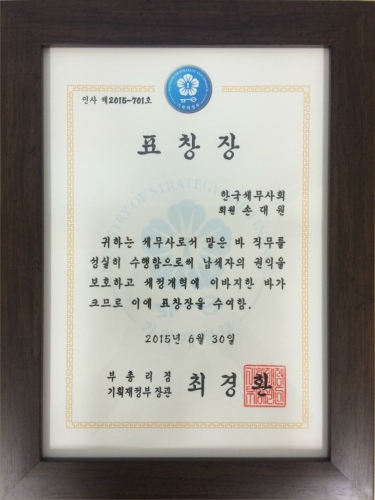 인사 제2015-701호
표창장
한국세무사회
회원 손대원
귀하는 세무사로서 맡은 바 직무를
성실히 수행함으로써 납세자의 권익을
보호하고 세정개혁에 이바지한 바가
크므로 이에 표창장을 수여함.
2015년 6월 30일
부총리겸
기획재정부장관 최경환